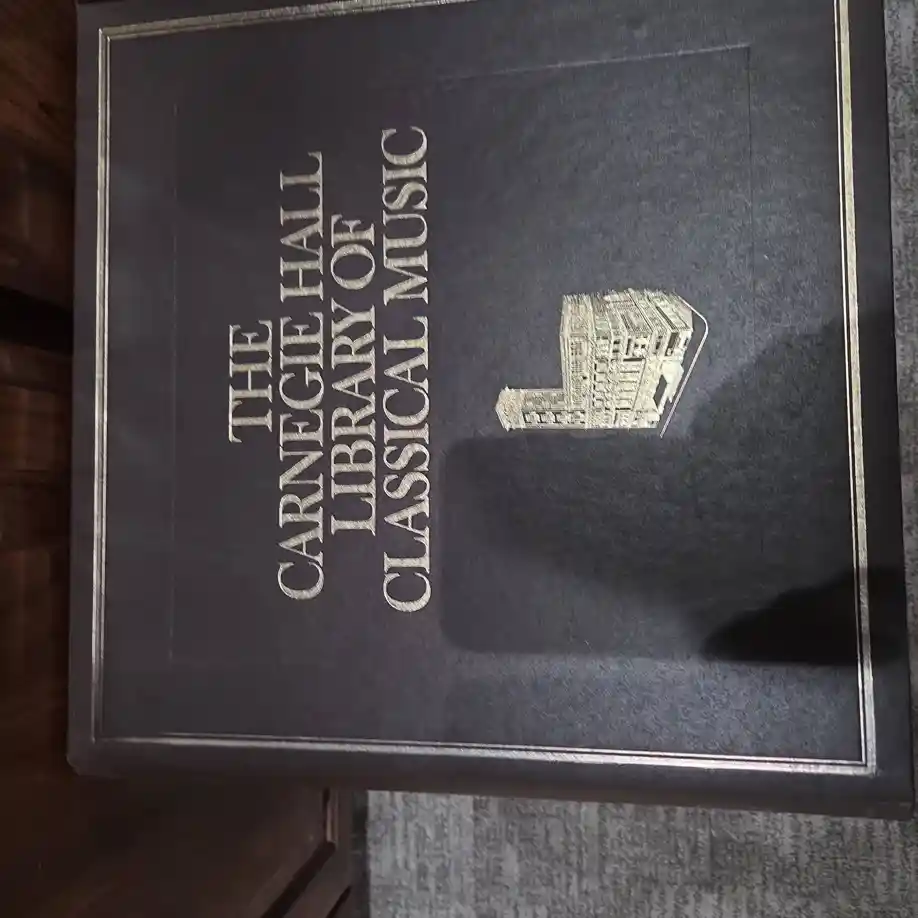 THE
CARNEGIE HALL
LIBRARY OF
CLASSICAL MUSIC